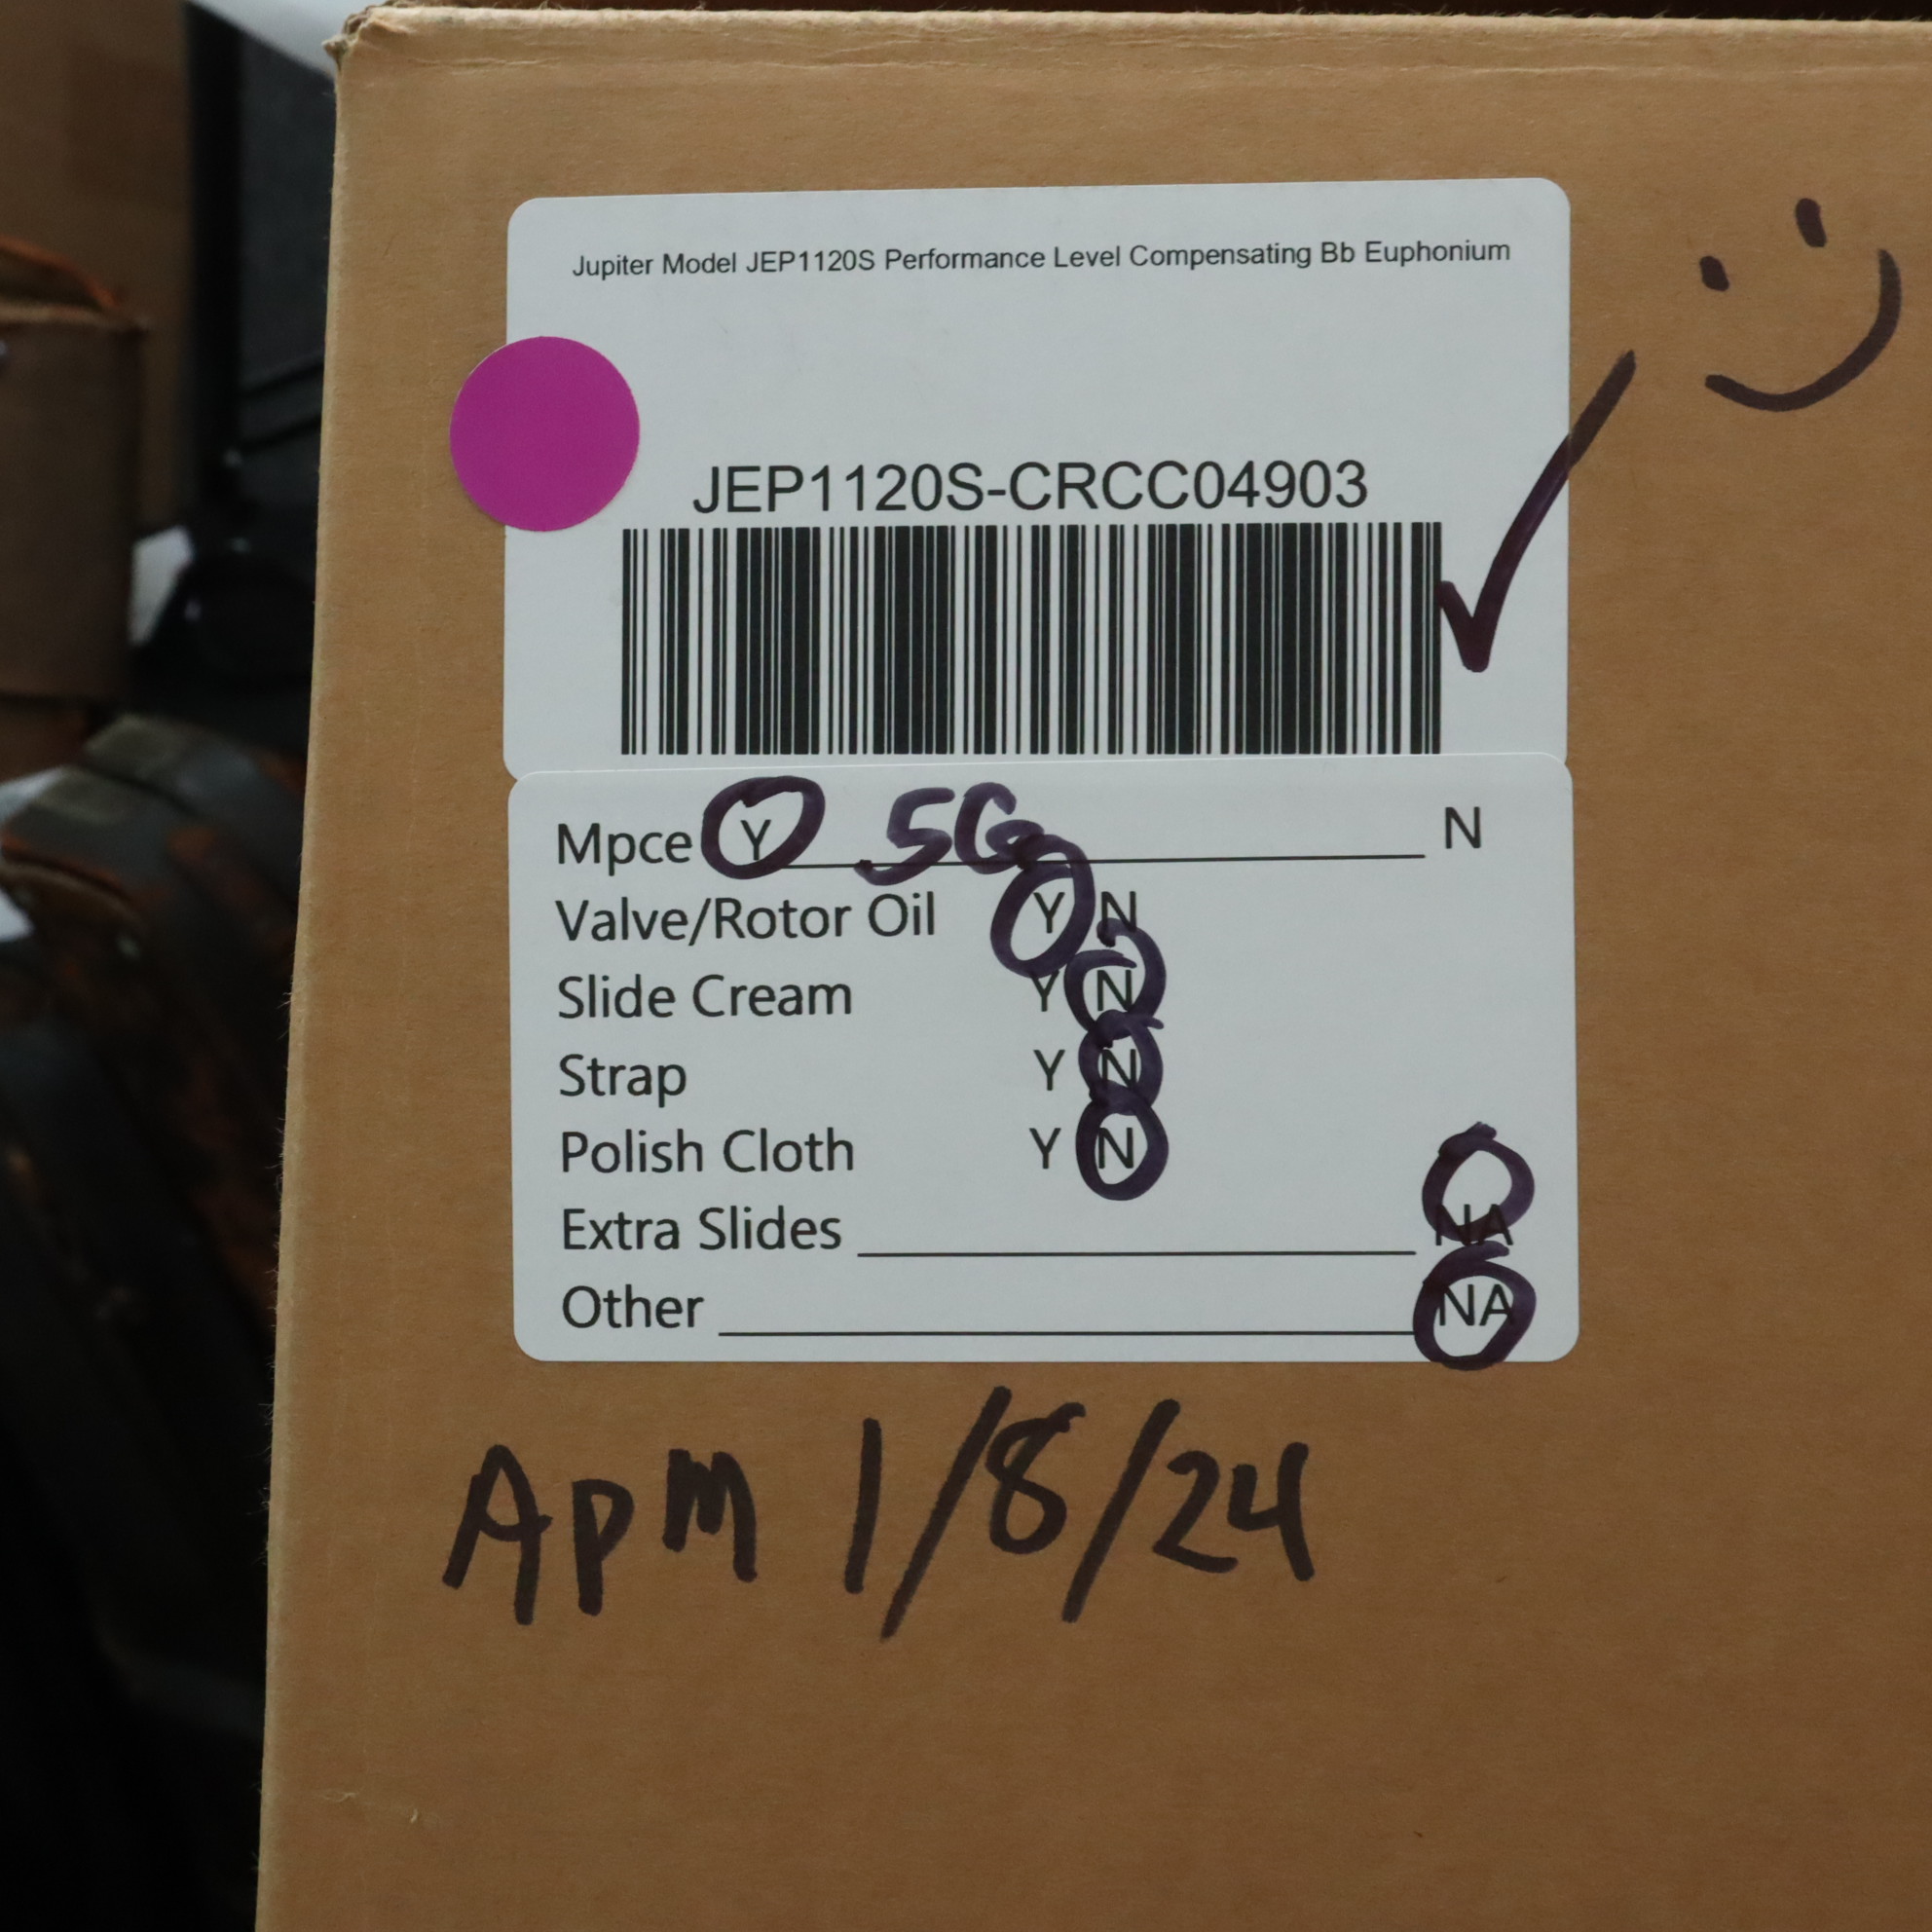 Jupiter Model JEP1120S Performance Level Compensating Bb Euphonium
JEP1120S-CRCC04903
Mpce Y 5G N
Valve/Rotor Oil Y N
Slide Cream Y N
Strap Y N
Polish Cloth Y N
Extra Slides NA
Other NA
Apm 1/8/24